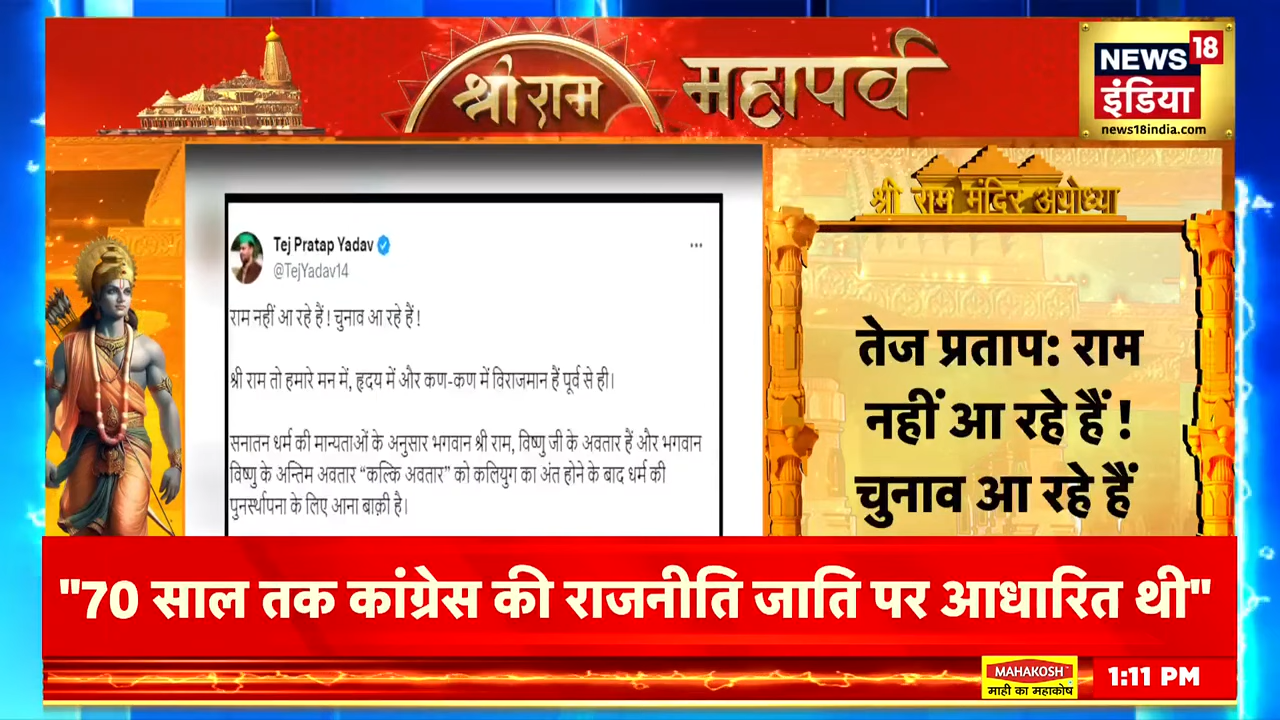 श्री राम महापर्व
NEWS 18
इंडिया
news18india.com
श्री राम मंदिर अयोध्या
Tej Pratap Yadav
@TejYadav14
राम नहीं आ रहे हैं ! चुनाव आ रहे हैं !
श्री राम तो हमारे मन में, हृदय में और कण-कण में विराजमान हैं पूर्व से ही।
सनातन धर्म की मान्यताओं के अनुसार भगवान श्री राम, विष्णु जी के अवतार हैं और भगवान
विष्णु के अन्तिम अवतार “कल्कि अवतार” को कलियुग का अंत होने के बाद धर्म की
पुनर्स्थापना के लिए आना बाक़ी है।
तेज प्रताप: राम
नहीं आ रहे हैं !
चुनाव आ रहे हैं
"70 साल तक कांग्रेस की राजनीति जाति पर आधारित थी"
MAHAKOSH
माही का महाकोष
1:11 PM